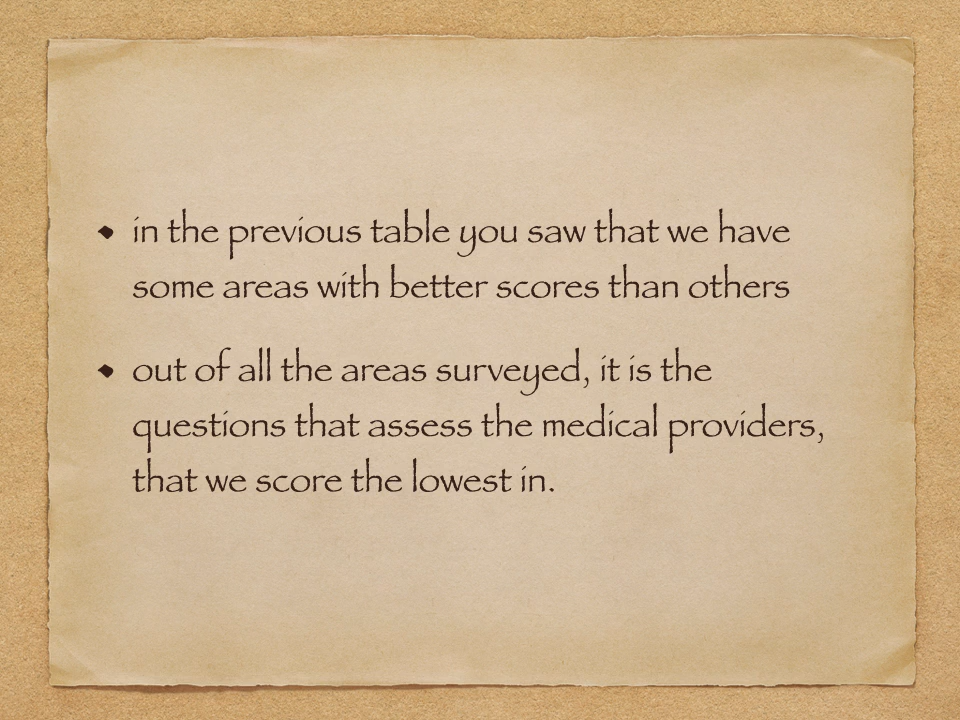 in the previous table you saw that we have
some areas with better scores than others
out of all the areas surveyed, it is the
questions that assess the medical providers,
that we score the lowest in.